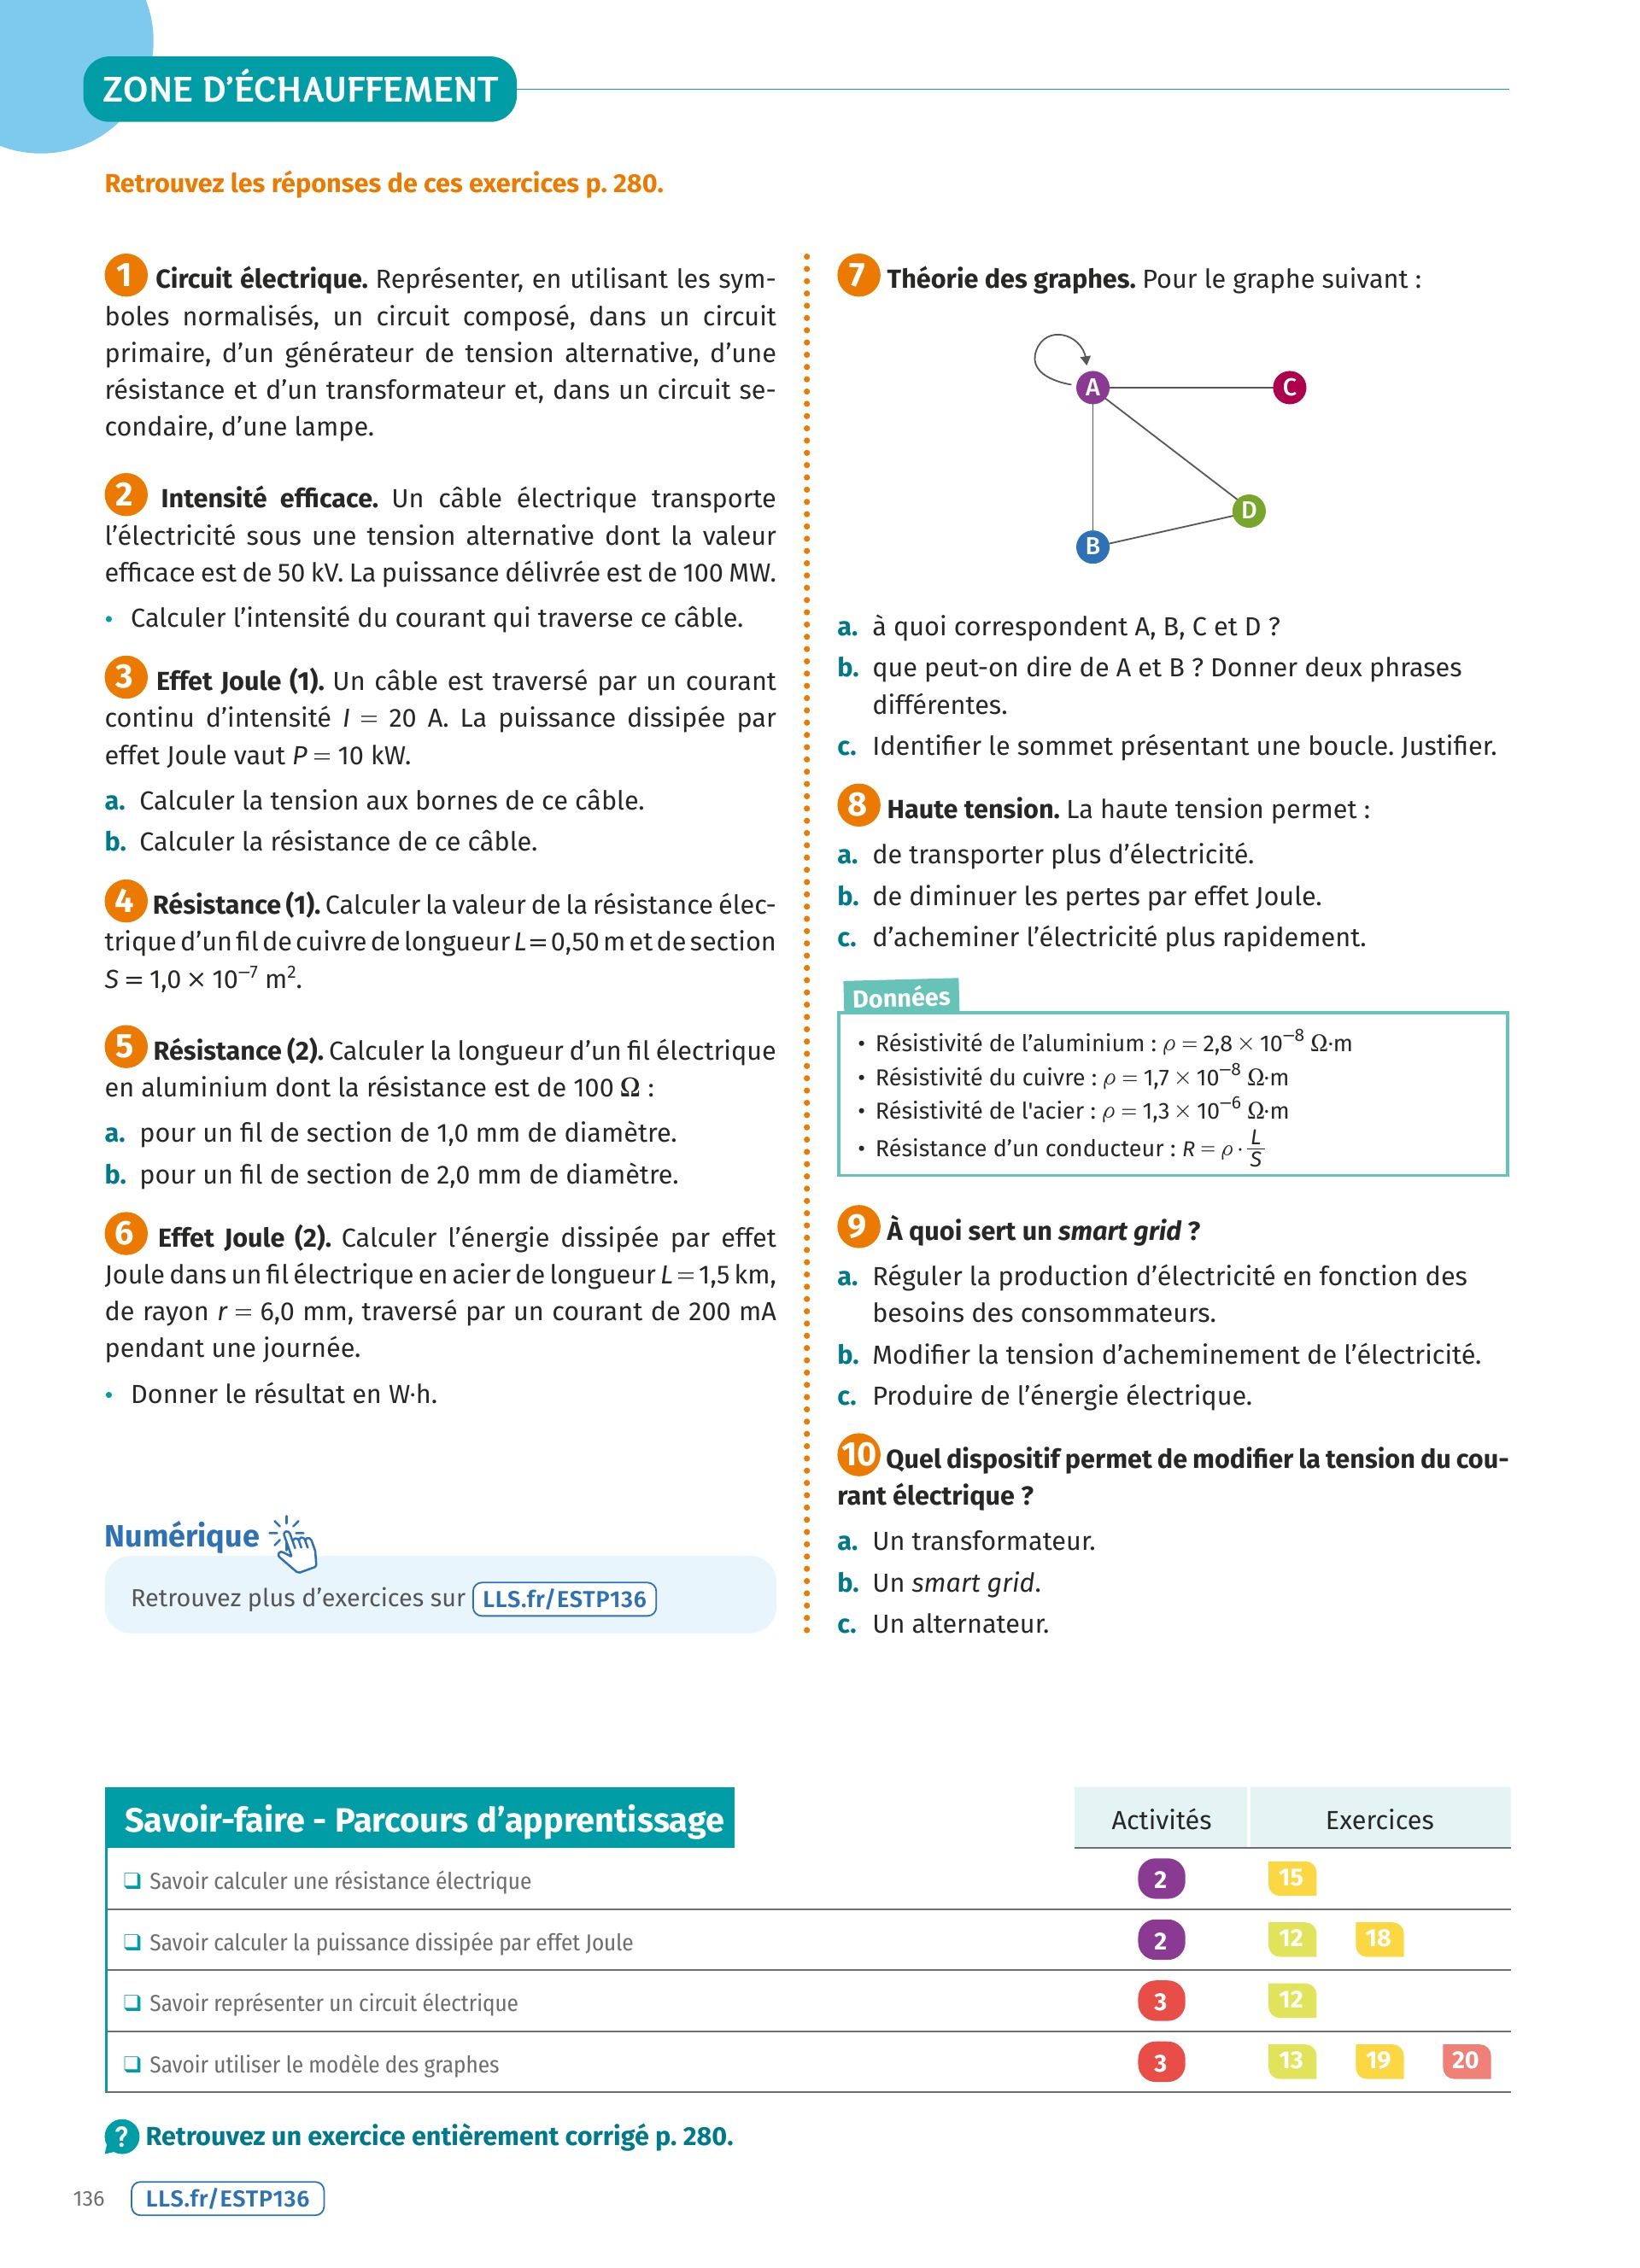 ZONE D’ÉCHAUFFEMENT
Retrouvez les réponses de ces exercices p. 280.
1 Circuit électrique. Représenter, en utilisant les sym-
boles normalisés, un circuit composé, dans un circuit
primaire, d’un générateur de tension alternative, d’une
résistance et d’un transformateur et, dans un circuit se-
condaire, d’une lampe.
2 Intensité efficace. Un câble électrique transporte
l’électricité sous une tension alternative dont la valeur
efficace est de 50 kV. La puissance délivrée est de 100 MW.
• Calculer l’intensité du courant qui traverse ce câble.
3 Effet Joule (1). Un câble est traversé par un courant
continu d’intensité I = 20 A. La puissance dissipée par
effet Joule vaut P = 10 kW.
a. Calculer la tension aux bornes de ce câble.
b. Calculer la résistance de ce câble.
4 Résistance (1). Calculer la valeur de la résistance élec-
trique d’un fil de cuivre de longueur L = 0,50 m et de section
S = 1,0 × 10⁻⁷ m².
5 Résistance (2). Calculer la longueur d’un fil électrique
en aluminium dont la résistance est de 100 Ω :
a. pour un fil de section de 1,0 mm de diamètre.
b. pour un fil de section de 2,0 mm de diamètre.
6 Effet Joule (2). Calculer l’énergie dissipée par effet
Joule dans un fil électrique en acier de longueur L = 1,5 km,
de rayon r = 6,0 mm, traversé par un courant de 200 mA
pendant une journée.
• Donner le résultat en W·h.
Numérique
Retrouvez plus d’exercices sur LLS.fr/ESTP136
7 Théorie des graphes. Pour le graphe suivant :
A
C
D
B
a. à quoi correspondent A, B, C et D ?
b. que peut-on dire de A et B ? Donner deux phrases
différentes.
c. Identifier le sommet présentant une boucle. Justifier.
8 Haute tension. La haute tension permet :
a. de transporter plus d’électricité.
b. de diminuer les pertes par effet Joule.
c. d’acheminer l’électricité plus rapidement.
Données
• Résistivité de l’aluminium : ρ = 2,8 × 10⁻⁸ Ω·m
• Résistivité du cuivre : ρ = 1,7 × 10⁻⁸ Ω·m
• Résistivité de l'acier : ρ = 1,3 × 10⁻⁶ Ω·m
• Résistance d’un conducteur : R = ρ · L/S
9 À quoi sert un smart grid ?
a. Réguler la production d’électricité en fonction des
besoins des consommateurs.
b. Modifier la tension d’acheminement de l’électricité.
c. Produire de l’énergie électrique.
10 Quel dispositif permet de modifier la tension du cou-
rant électrique ?
a. Un transformateur.
b. Un smart grid.
c. Un alternateur.
Savoir-faire - Parcours d’apprentissage Activités Exercices
❑ Savoir calculer une résistance électrique 2 15
❑ Savoir calculer la puissance dissipée par effet Joule 2 12 18
❑ Savoir représenter un circuit électrique 3 12
❑ Savoir utiliser le modèle des graphes 3 13 19 20
? Retrouvez un exercice entièrement corrigé p. 280.
136 LLS.fr/ESTP136